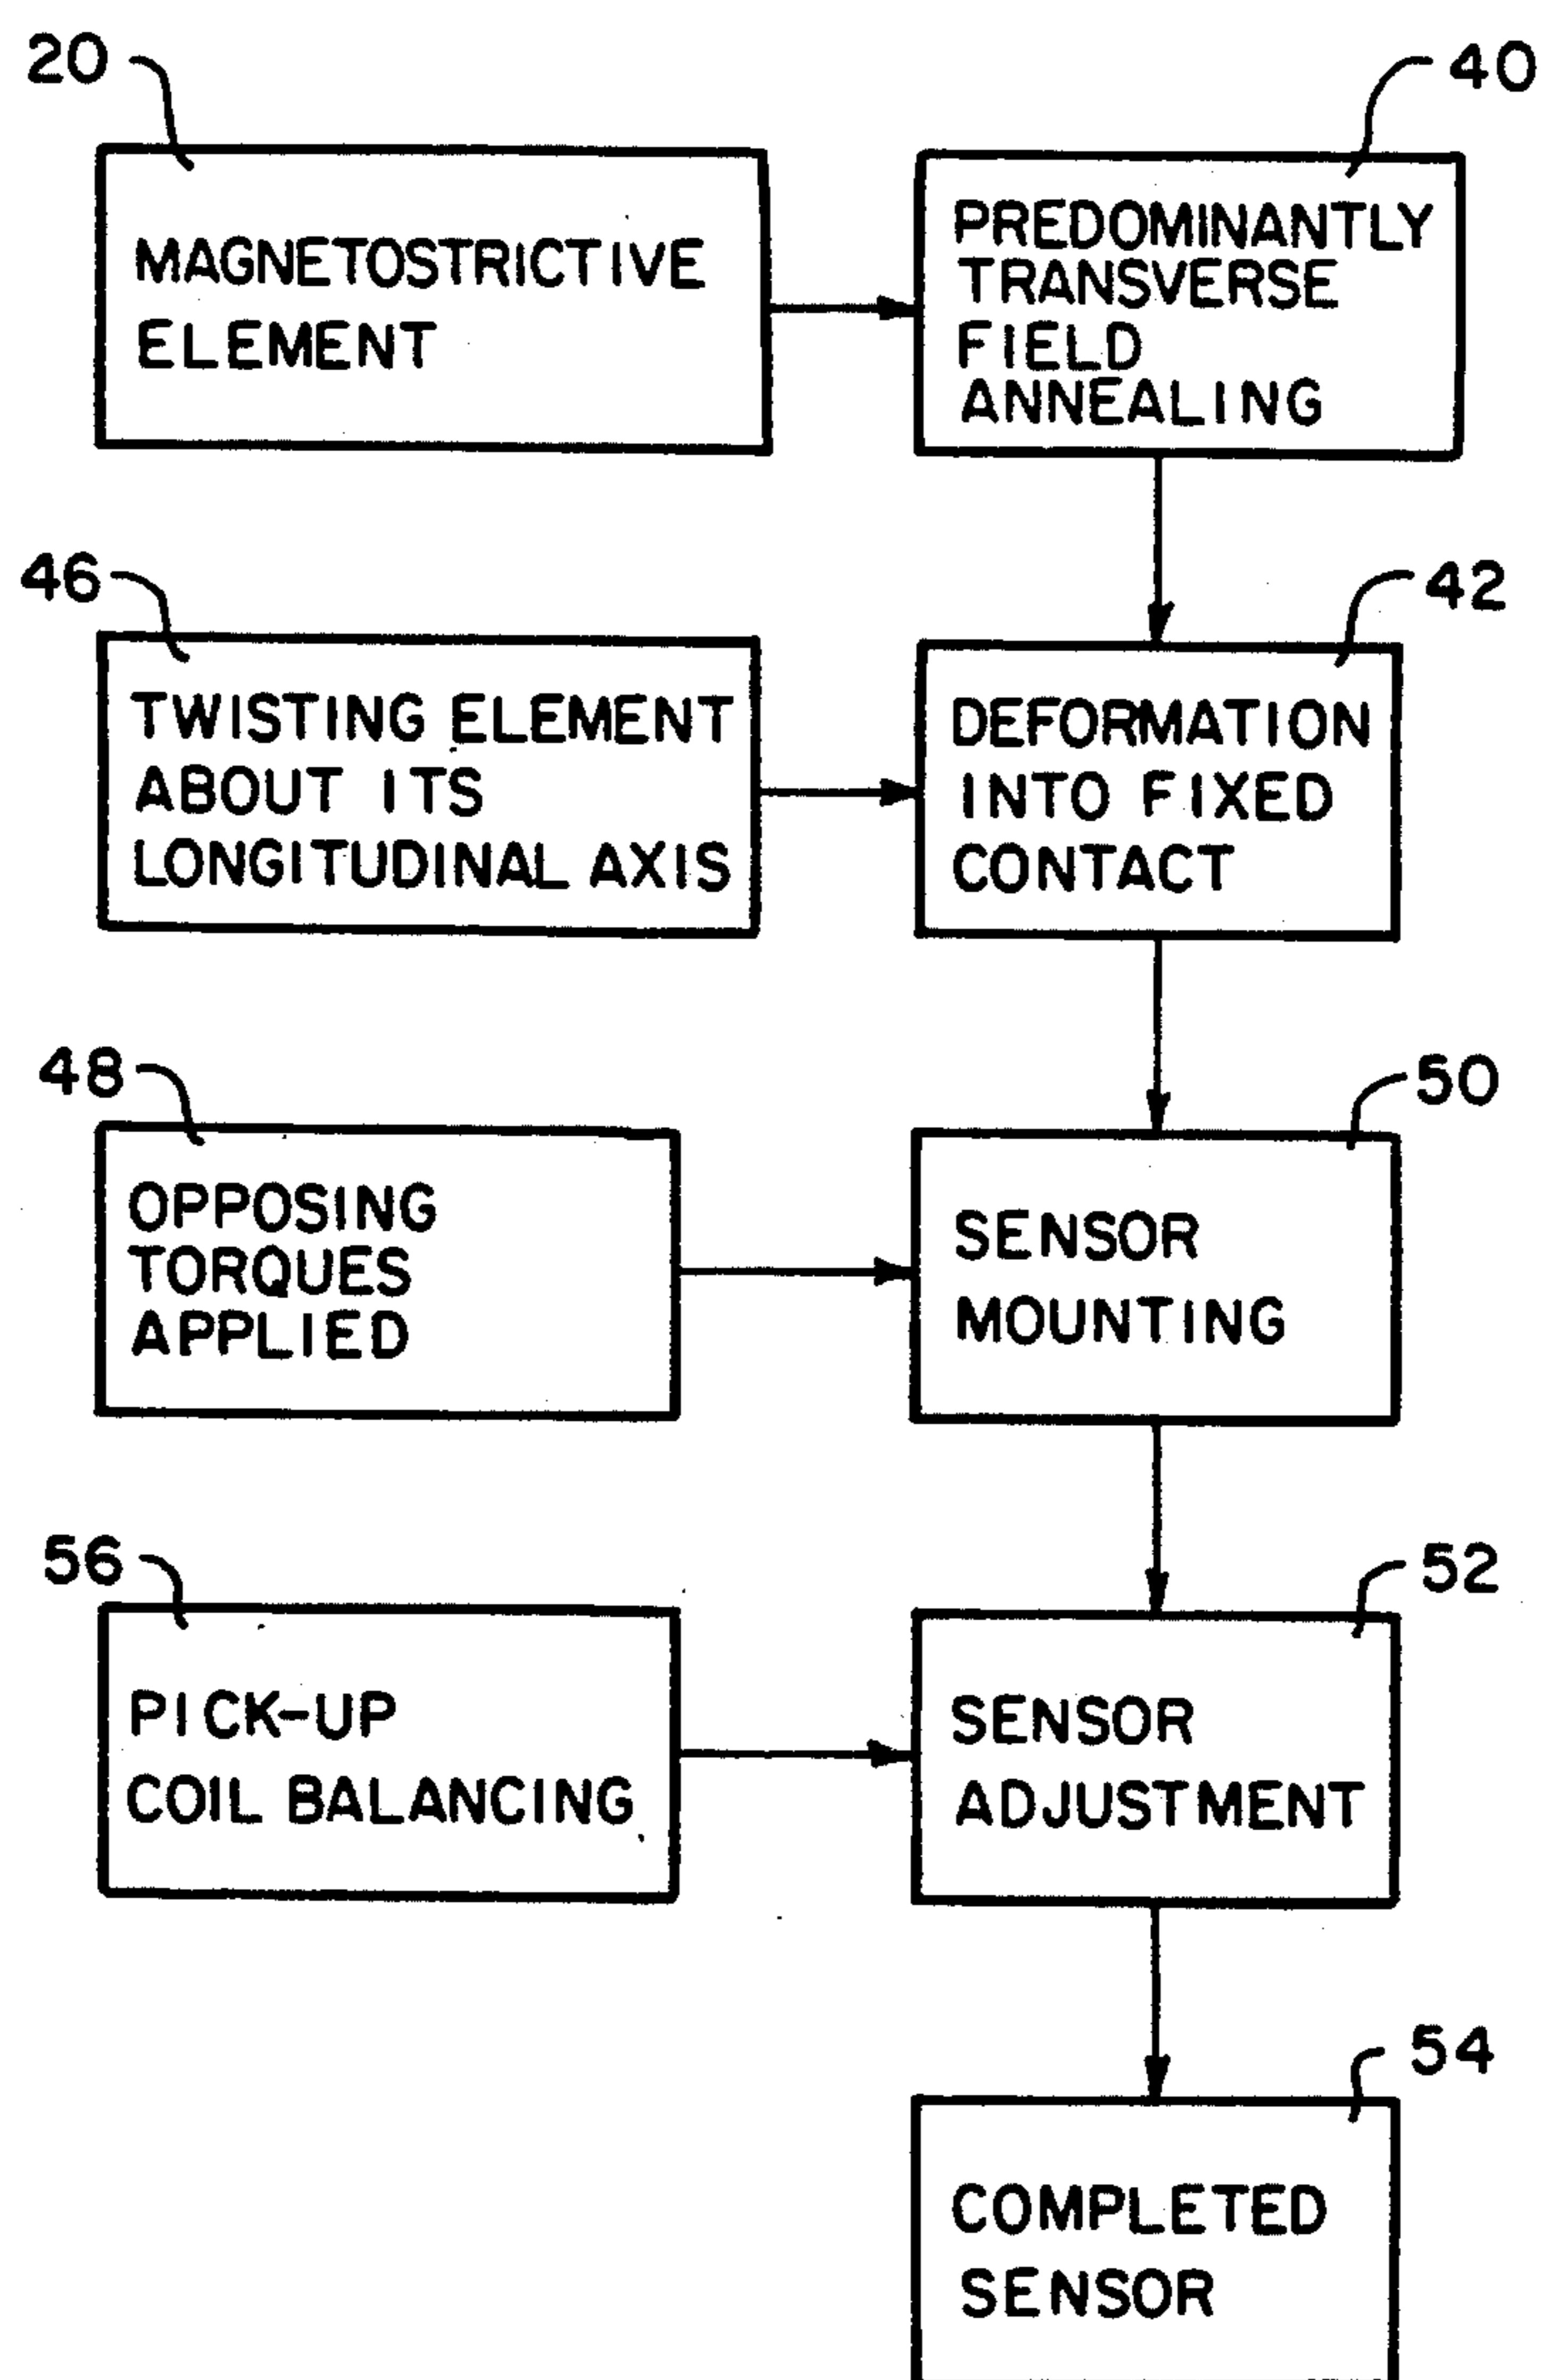 20
40
MAGNETOSTRICTIVE
ELEMENT
PREDOMINANTLY
TRANSVERSE
FIELD
ANNEALING
46
42
TWISTING ELEMENT
ABOUT ITS
LONGITUDINAL AXIS
DEFORMATION
INTO FIXED
CONTACT
48
50
OPPOSING
TORQUES
APPLIED
SENSOR
MOUNTING
56
52
PICK-UP
COIL BALANCING
SENSOR
ADJUSTMENT
54
COMPLETED
SENSOR